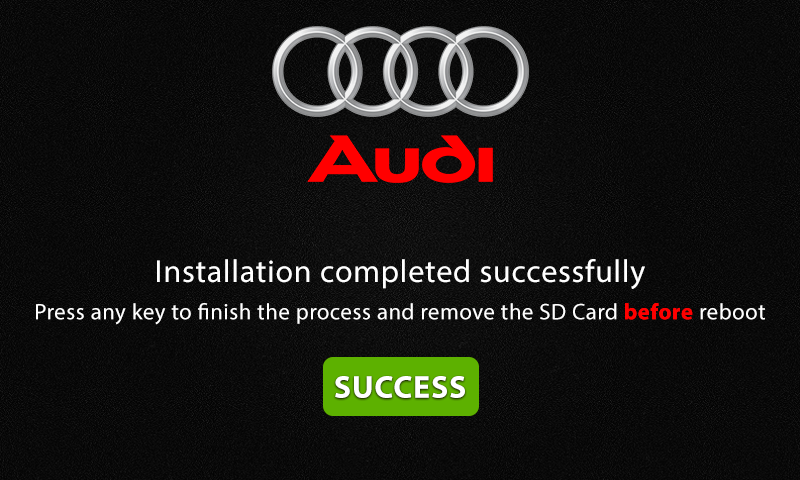 Audi
Installation completed successfully
Press any key to finish the process and remove the SD Card before reboot
SUCCESS